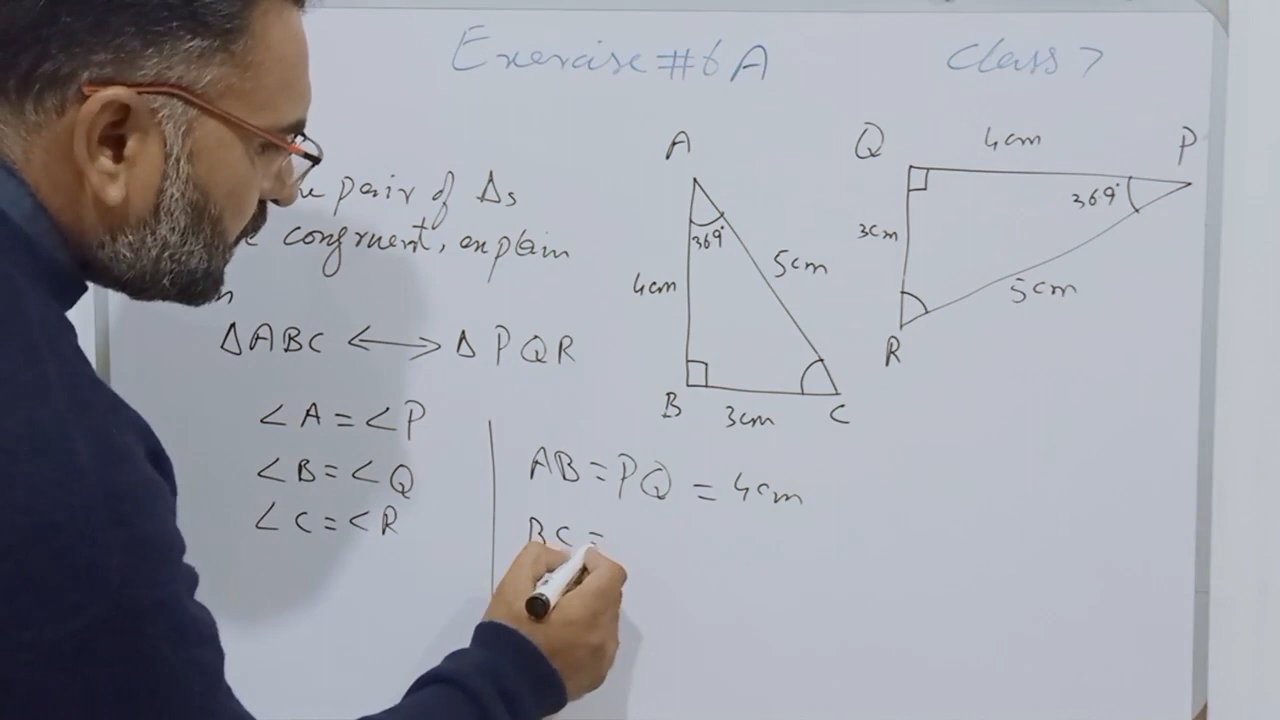 Exercise #6A
Class 7
pair of Δs
congruent, explain
ΔABC ⟷ Δ PQR
∠A = ∠P
∠B = ∠Q
∠C = ∠R
AB = PQ = 4cm
BC =
A
36.9°
4cm
5cm
B
3cm
C
Q
4cm
P
36.9°
3cm
5cm
R